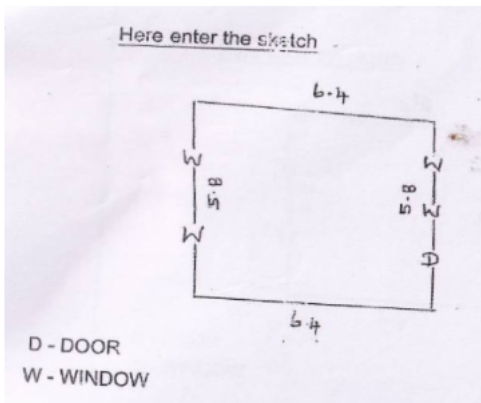 Here enter the sketch
6.4
W
W
5.8
5.8
W
W
D
6.4
D - DOOR
W - WINDOW